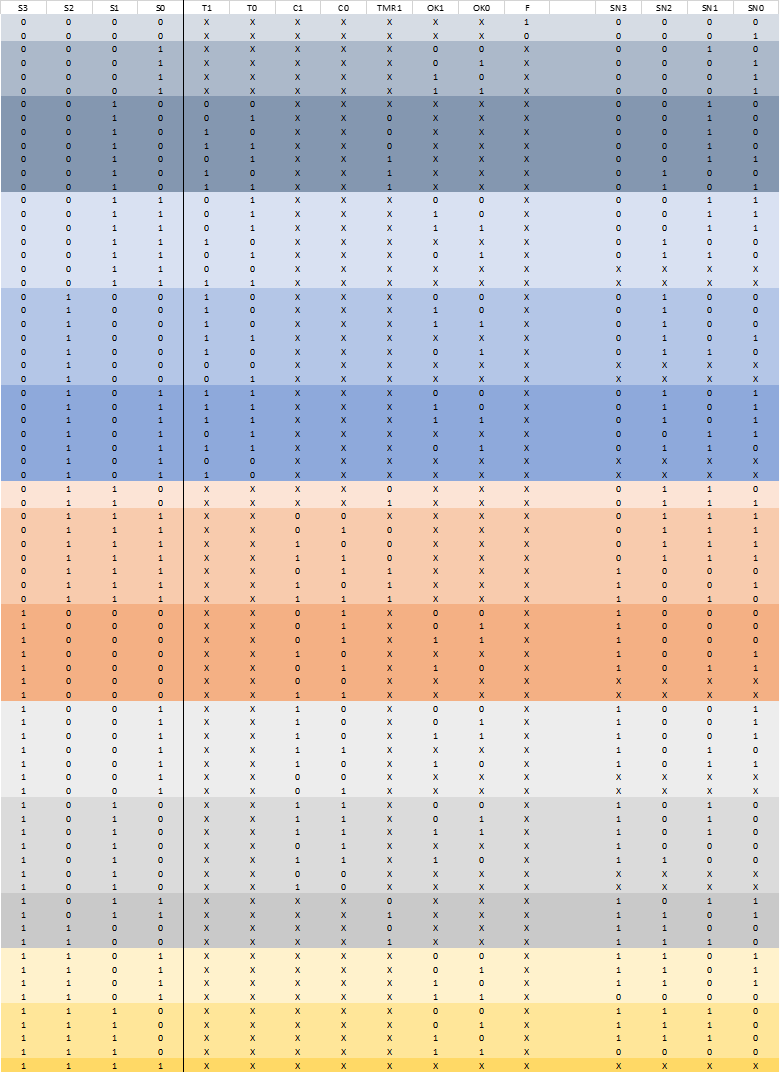 S3 S2 S1 S0 T1 T0 C1 C0 TMR1 OK1 OK0 F SN3 SN2 SN1 SN0
0 0 0 0 X X X X X X X 1 0 0 0 0
0 0 0 0 X X X X X X X 0 0 0 0 1
0 0 0 1 X X X X X 0 0 X 0 0 1 0
0 0 0 1 X X X X X 0 1 X 0 0 0 1
0 0 0 1 X X X X X 1 0 X 0 0 0 1
0 0 0 1 X X X X X 1 1 X 0 0 0 1
0 0 1 0 0 0 X X X X X X 0 0 1 0
0 0 1 0 0 1 X X 0 X X X 0 0 1 0
0 0 1 0 1 0 X X 0 X X X 0 0 1 0
0 0 1 0 1 1 X X 0 X X X 0 0 1 0
0 0 1 0 0 1 X X 1 X X X 0 0 1 1
0 0 1 0 1 0 X X 1 X X X 0 1 0 0
0 0 1 0 1 1 X X 1 X X X 0 1 0 1
0 0 1 1 0 1 X X X 0 0 X 0 0 1 1
0 0 1 1 0 1 X X X 1 0 X 0 0 1 1
0 0 1 1 0 1 X X X 1 1 X 0 0 1 1
0 0 1 1 1 0 X X X X X X 0 1 0 0
0 0 1 1 0 1 X X X 0 1 X 0 1 1 0
0 0 1 1 0 0 X X X X X X X X X X
0 0 1 1 1 1 X X X X X X X X X X
0 1 0 0 1 0 X X X 0 0 X 0 1 0 0
0 1 0 0 1 0 X X X 1 0 X 0 1 0 0
0 1 0 0 1 0 X X X 1 1 X 0 1 0 0
0 1 0 0 1 1 X X X X X X 0 1 0 1
0 1 0 0 1 0 X X X 0 1 X 0 1 1 0
0 1 0 0 0 0 X X X X X X X X X X
0 1 0 0 0 1 X X X X X X X X X X
0 1 0 1 1 1 X X X 0 0 X 0 1 0 1
0 1 0 1 1 1 X X X 1 0 X 0 1 0 1
0 1 0 1 1 1 X X X 1 1 X 0 1 0 1
0 1 0 1 0 1 X X X X X X 0 0 1 1
0 1 0 1 1 1 X X X 0 1 X 0 1 1 0
0 1 0 1 0 0 X X X X X X X X X X
0 1 0 1 1 0 X X X X X X X X X X
0 1 1 0 X X X X 0 X X X 0 1 1 0
0 1 1 0 X X X X 1 X X X 0 1 1 1
0 1 1 1 X X 0 0 X X X X 0 1 1 1
0 1 1 1 X X 0 1 0 X X X 0 1 1 1
0 1 1 1 X X 1 0 0 X X X 0 1 1 1
0 1 1 1 X X 1 1 0 X X X 0 1 1 1
0 1 1 1 X X 0 1 1 X X X 1 0 0 0
0 1 1 1 X X 1 0 1 X X X 1 0 0 1
0 1 1 1 X X 1 1 1 X X X 1 0 1 0
1 0 0 0 X X 0 1 X 0 0 X 1 0 0 0
1 0 0 0 X X 0 1 X 0 1 X 1 0 0 0
1 0 0 0 X X 0 1 X 1 1 X 1 0 0 0
1 0 0 0 X X 1 0 X X X X 1 0 0 1
1 0 0 0 X X 0 1 X 1 0 X 1 0 1 1
1 0 0 0 X X 0 0 X X X X X X X X
1 0 0 0 X X 1 1 X X X X X X X X
1 0 0 1 X X 1 0 X 0 0 X 1 0 0 1
1 0 0 1 X X 1 0 X 0 1 X 1 0 0 1
1 0 0 1 X X 1 0 X 1 1 X 1 0 0 1
1 0 0 1 X X 1 1 X X X X 1 0 1 0
1 0 0 1 X X 1 0 X 1 0 X 1 0 1 1
1 0 0 1 X X 0 0 X X X X X X X X
1 0 0 1 X X 0 1 X X X X X X X X
1 0 1 0 X X 1 1 X 0 0 X 1 0 1 0
1 0 1 0 X X 1 1 X 0 1 X 1 0 1 0
1 0 1 0 X X 1 1 X 1 1 X 1 0 1 0
1 0 1 0 X X 0 1 X X X X 1 0 0 0
1 0 1 0 X X 1 1 X 1 0 X 1 1 0 0
1 0 1 0 X X 0 0 X X X X X X X X
1 0 1 0 X X 1 0 X X X X X X X X
1 0 1 1 X X X X 0 X X X 1 0 1 1
1 0 1 1 X X X X 1 X X X 1 1 0 1
1 1 0 0 X X X X 0 X X X 1 1 0 0
1 1 0 0 X X X X 1 X X X 1 1 1 0
1 1 0 1 X X X X X 0 0 X 1 1 0 1
1 1 0 1 X X X X X 0 1 X 1 1 0 1
1 1 0 1 X X X X X 1 0 X 1 1 0 1
1 1 0 1 X X X X X 1 1 X 0 0 0 0
1 1 1 0 X X X X X 0 0 X 1 1 1 0
1 1 1 0 X X X X X 0 1 X 1 1 1 0
1 1 1 0 X X X X X 1 0 X 1 1 1 0
1 1 1 0 X X X X X 1 1 X 0 0 0 0
1 1 1 1 X X X X X X X X X X X X